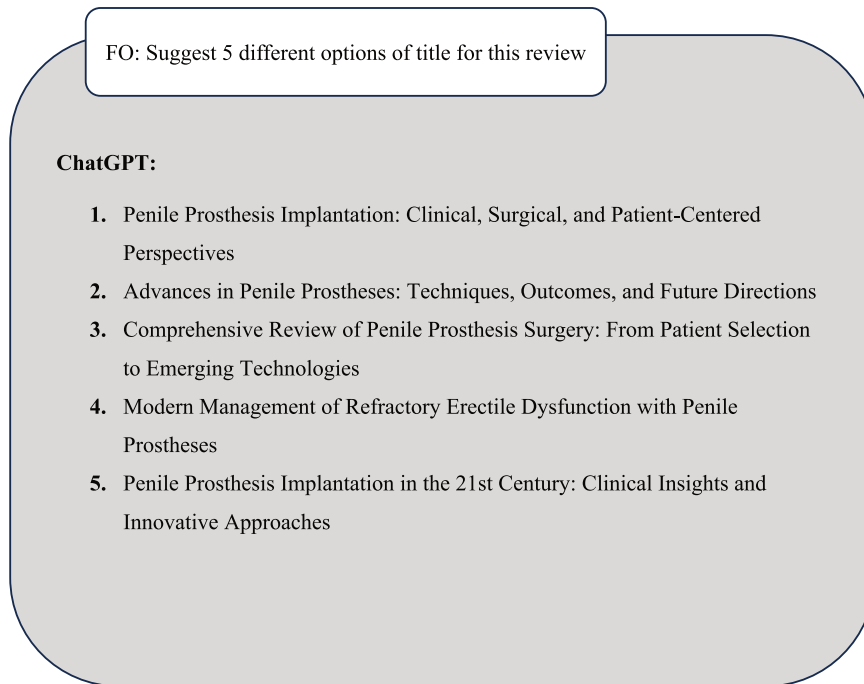 FO: Suggest 5 different options of title for this review
ChatGPT:
1. Penile Prosthesis Implantation: Clinical, Surgical, and Patient-Centered
Perspectives
2. Advances in Penile Prostheses: Techniques, Outcomes, and Future Directions
3. Comprehensive Review of Penile Prosthesis Surgery: From Patient Selection
to Emerging Technologies
4. Modern Management of Refractory Erectile Dysfunction with Penile
Prostheses
5. Penile Prosthesis Implantation in the 21st Century: Clinical Insights and
Innovative Approaches